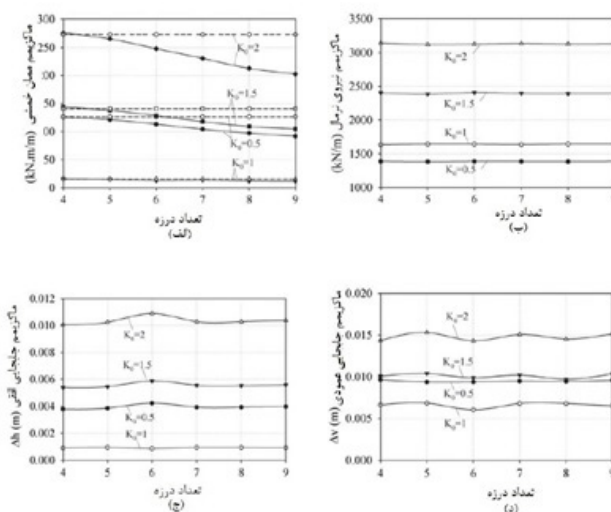 ماکزیمم ممان خمشی (kN.m/m)
300
250
00
50
00
50
0
4 5 6 7 8 9
K₀=2
K₀=1.5
K₀=0.5
K₀=1
تعداد درزه
(الف)
ماکزیمم نیروی نرمال (kN/m)
3500
3000
2500
2000
1500
1000
4 5 6 7 8 9
K₀=2
K₀=1.5
K₀=1
K₀=0.5
تعداد درزه
(ب)
ماکزیمم جابجایی افقی Δh (m)
0.012
0.010
0.008
0.006
0.004
0.002
0.000
4 5 6 7 8 9
K₀=2
K₀=1.5
K₀=0.5
K₀=1
تعداد درزه
(ج)
ماکزیمم جابجایی عمودی Δv (m)
0.020
0.015
0.010
0.005
0.000
4 5 6 7 8 9
K₀=2
K₀=1.5
K₀=0.5
K₀=1
تعداد درزه
(د)